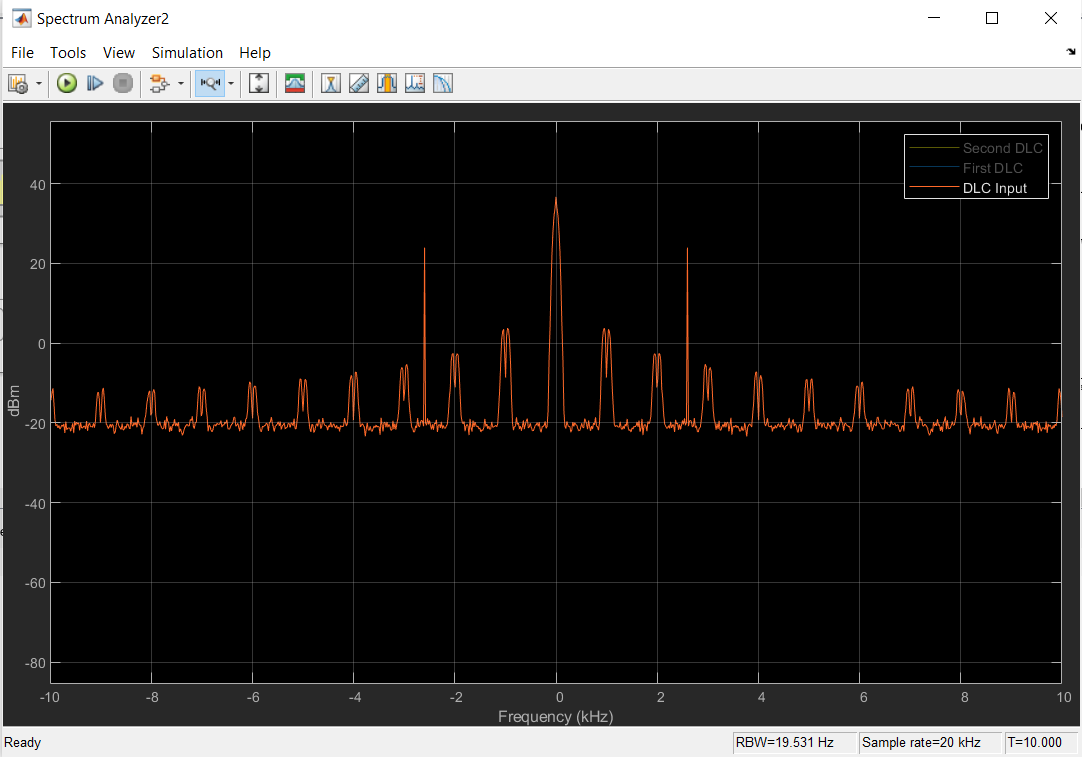 Spectrum Analyzer2
File Tools View Simulation Help
Second DLC
First DLC
DLC Input
40
20
0
-20
-40
-60
-80
dBm
-10 -8 -6 -4 -2 0 2 4 6 8 10
Frequency (kHz)
Ready RBW=19.531 Hz Sample rate=20 kHz T=10.000